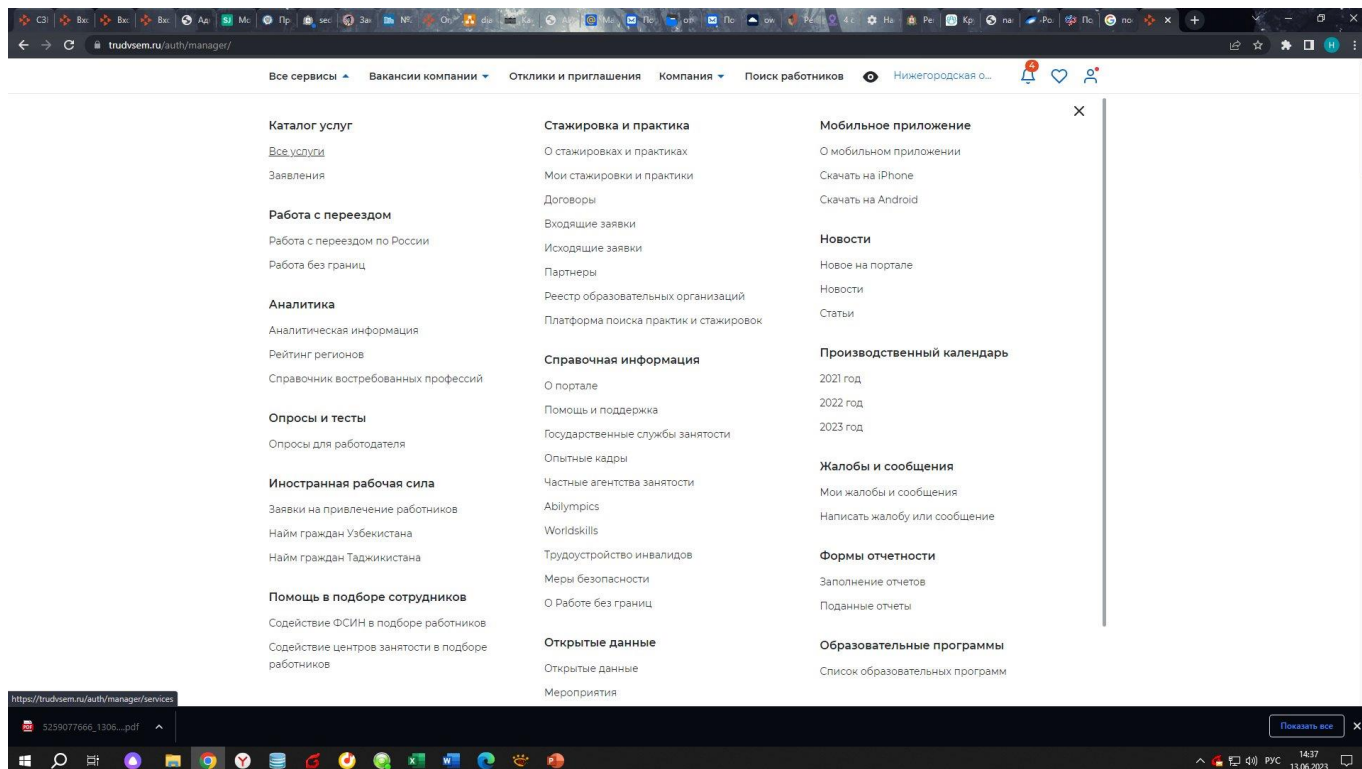 trudvsem.ru/auth/manager/
Все сервисы
Вакансии компании
Отклики и приглашения
Компания
Поиск работников
Нижегородская о...
4
Каталог услуг
Все услуги
Заявления
Работа с переездом
Работа с переездом по России
Работа без границ
Аналитика
Аналитическая информация
Рейтинг регионов
Справочник востребованных профессий
Опросы и тесты
Опросы для работодателя
Иностранная рабочая сила
Заявки на привлечение работников
Найм граждан Узбекистана
Найм граждан Таджикистана
Помощь в подборе сотрудников
Содействие ФСИН в подборе работников
Содействие центров занятости в подборе
работников
Стажировка и практика
О стажировках и практиках
Мои стажировки и практики
Договоры
Входящие заявки
Исходящие заявки
Партнеры
Реестр образовательных организаций
Платформа поиска практик и стажировок
Справочная информация
О портале
Помощь и поддержка
Государственные службы занятости
Опытные кадры
Частные агентства занятости
Abilympics
Worldskills
Трудоустройство инвалидов
Меры безопасности
О Работе без границ
Открытые данные
Открытые данные
Мероприятия
Мобильное приложение
О мобильном приложении
Скачать на iPhone
Скачать на Android
Новости
Новое на портале
Новости
Статьи
Производственный календарь
2021 год
2022 год
2023 год
Жалобы и сообщения
Мои жалобы и сообщения
Написать жалобу или сообщение
Формы отчетности
Заполнение отчетов
Поданные отчеты
Образовательные программы
Список образовательных программ
https://trudvsem.ru/auth/manager/services
5259077666_1306....pdf
Показать все
РУС
14:37
13.06.2023